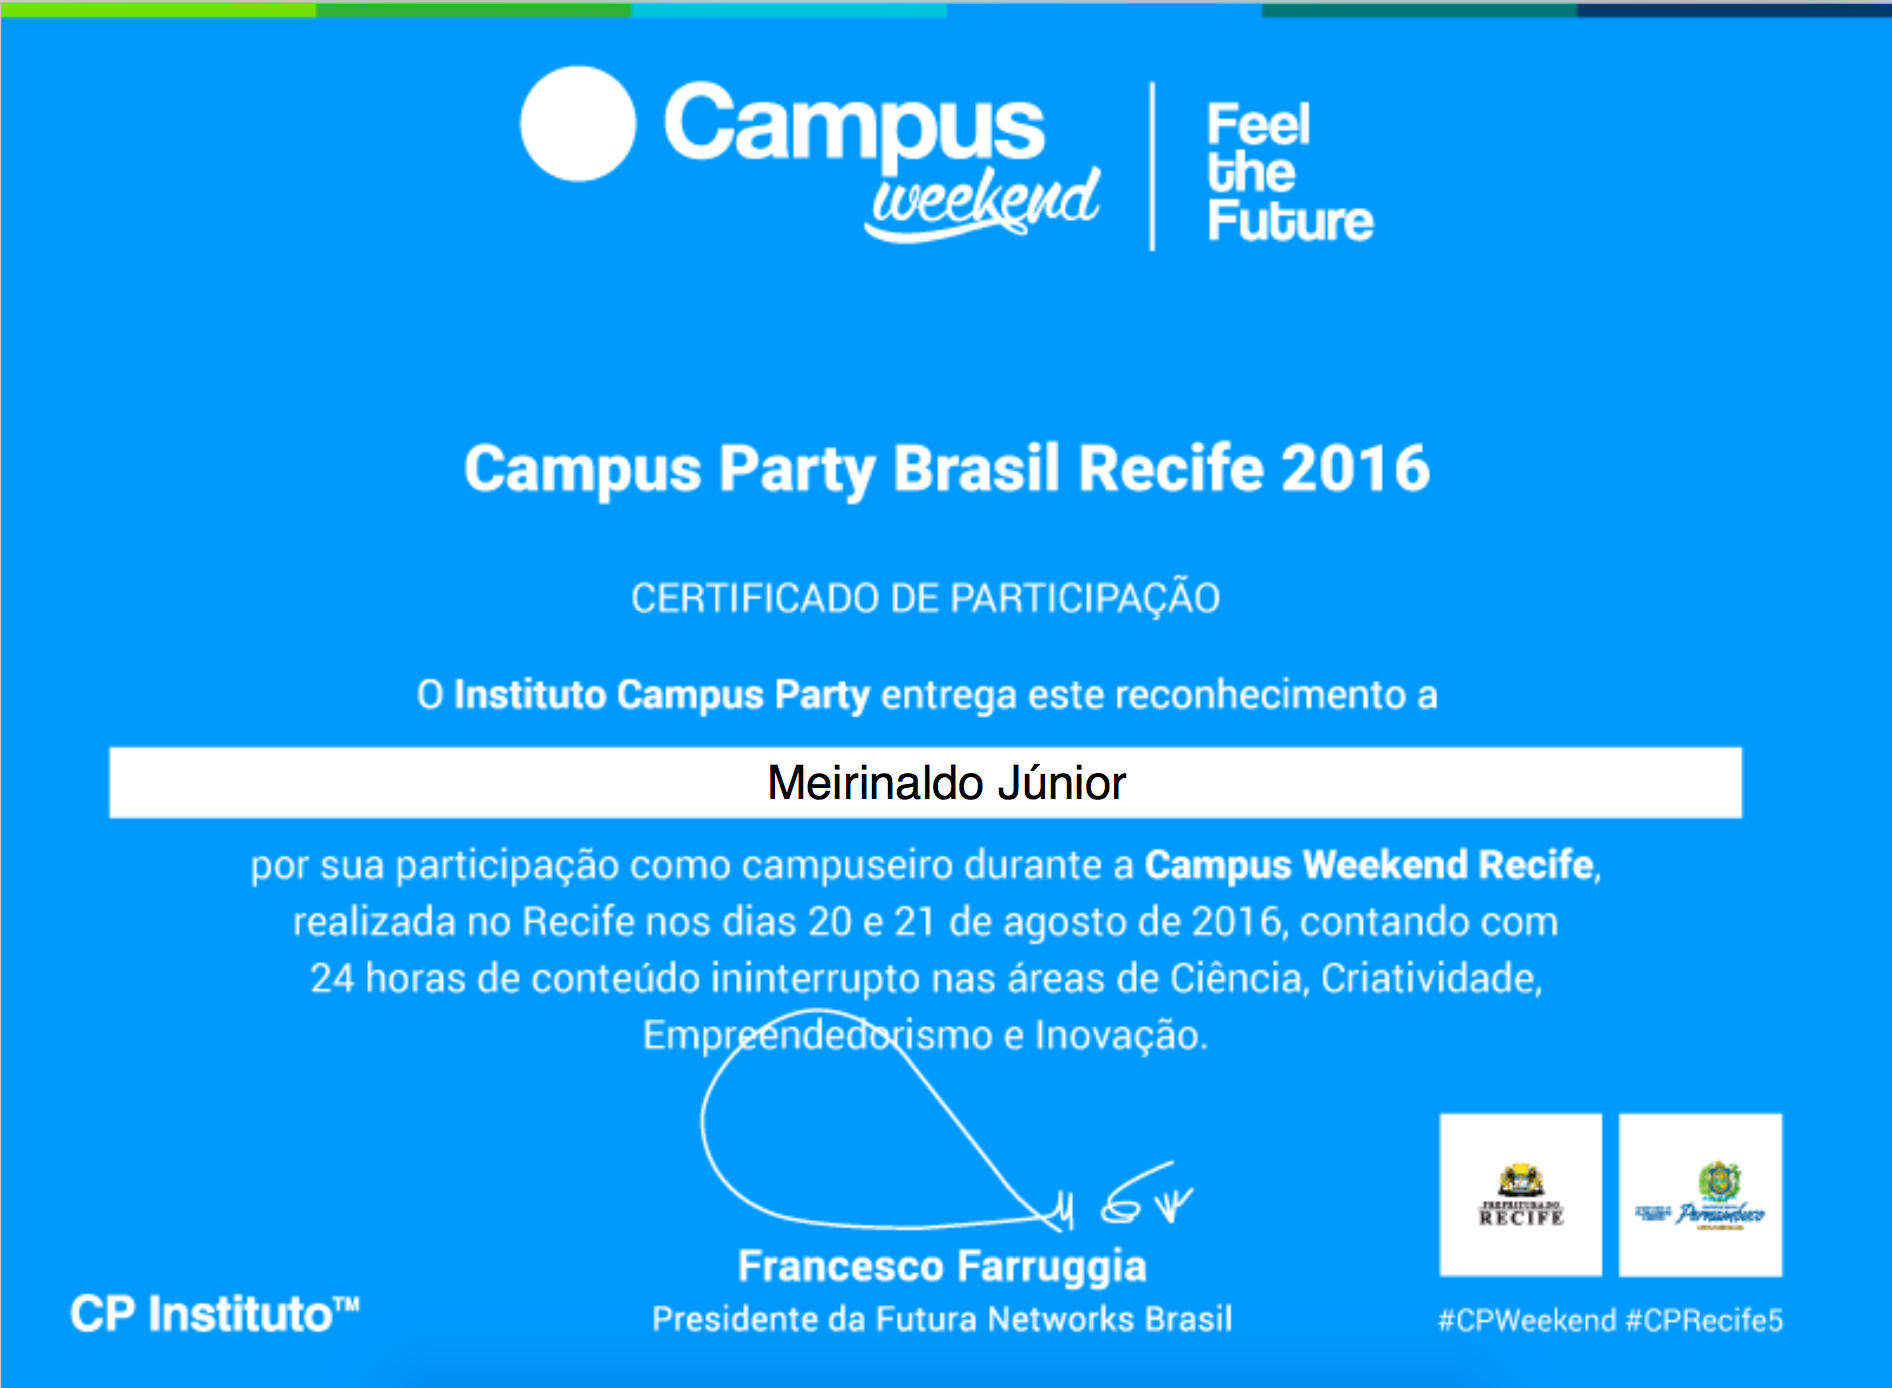 Campus
weekend
Feel
the
Future
Campus Party Brasil Recife 2016
CERTIFICADO DE PARTICIPAÇÃO
O Instituto Campus Party entrega este reconhecimento a
Meirinaldo Júnior
por sua participação como campuseiro durante a Campus Weekend Recife,
realizada no Recife nos dias 20 e 21 de agosto de 2016, contando com
24 horas de conteúdo ininterrupto nas áreas de Ciência, Criatividade,
Empreendedorismo e Inovação.
Francesco Farruggia
Presidente da Futura Networks Brasil
CP Instituto™
PREFEITURA DO
RECIFE
Pernambuco
#CPWeekend #CPRecife5